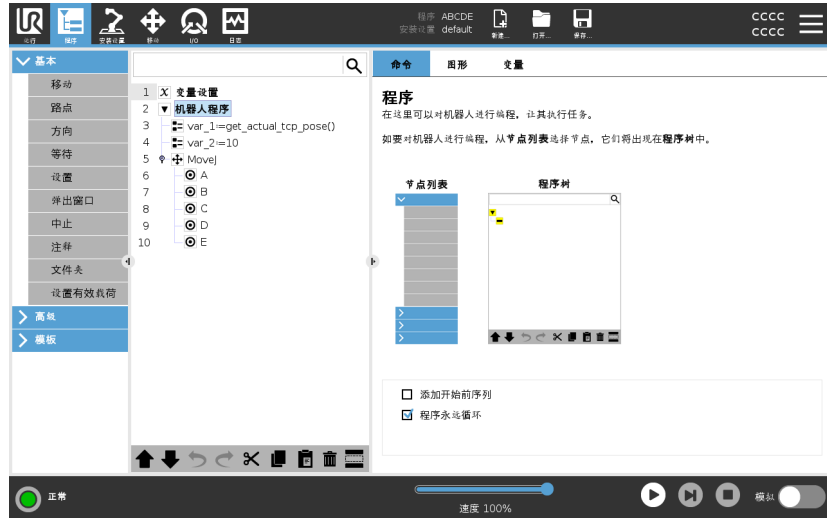 UR
运行
程序
安装设置
移动
I/O
日志
程序 ABCDE
安装设置 default
新建...
打开...
保存...
CCCC
CCCC
基本
移动
路点
方向
等待
设置
弹出窗口
中止
注释
文件夹
设置有效载荷
高级
模板
1 X 变量设置
2 机器人程序
3 var_1≔get_actual_tcp_pose()
4 var_2≔10
5 MoveJ
6 A
7 B
8 C
9 D
10 E
命令 图形 变量
程序
在这里可以对机器人进行编程，让其执行任务。
如要对机器人进行编程，从节点列表选择节点，它们将出现在程序树中。
节点列表
程序树
添加开始前序列
程序永远循环
正常
速度 100%
模拟